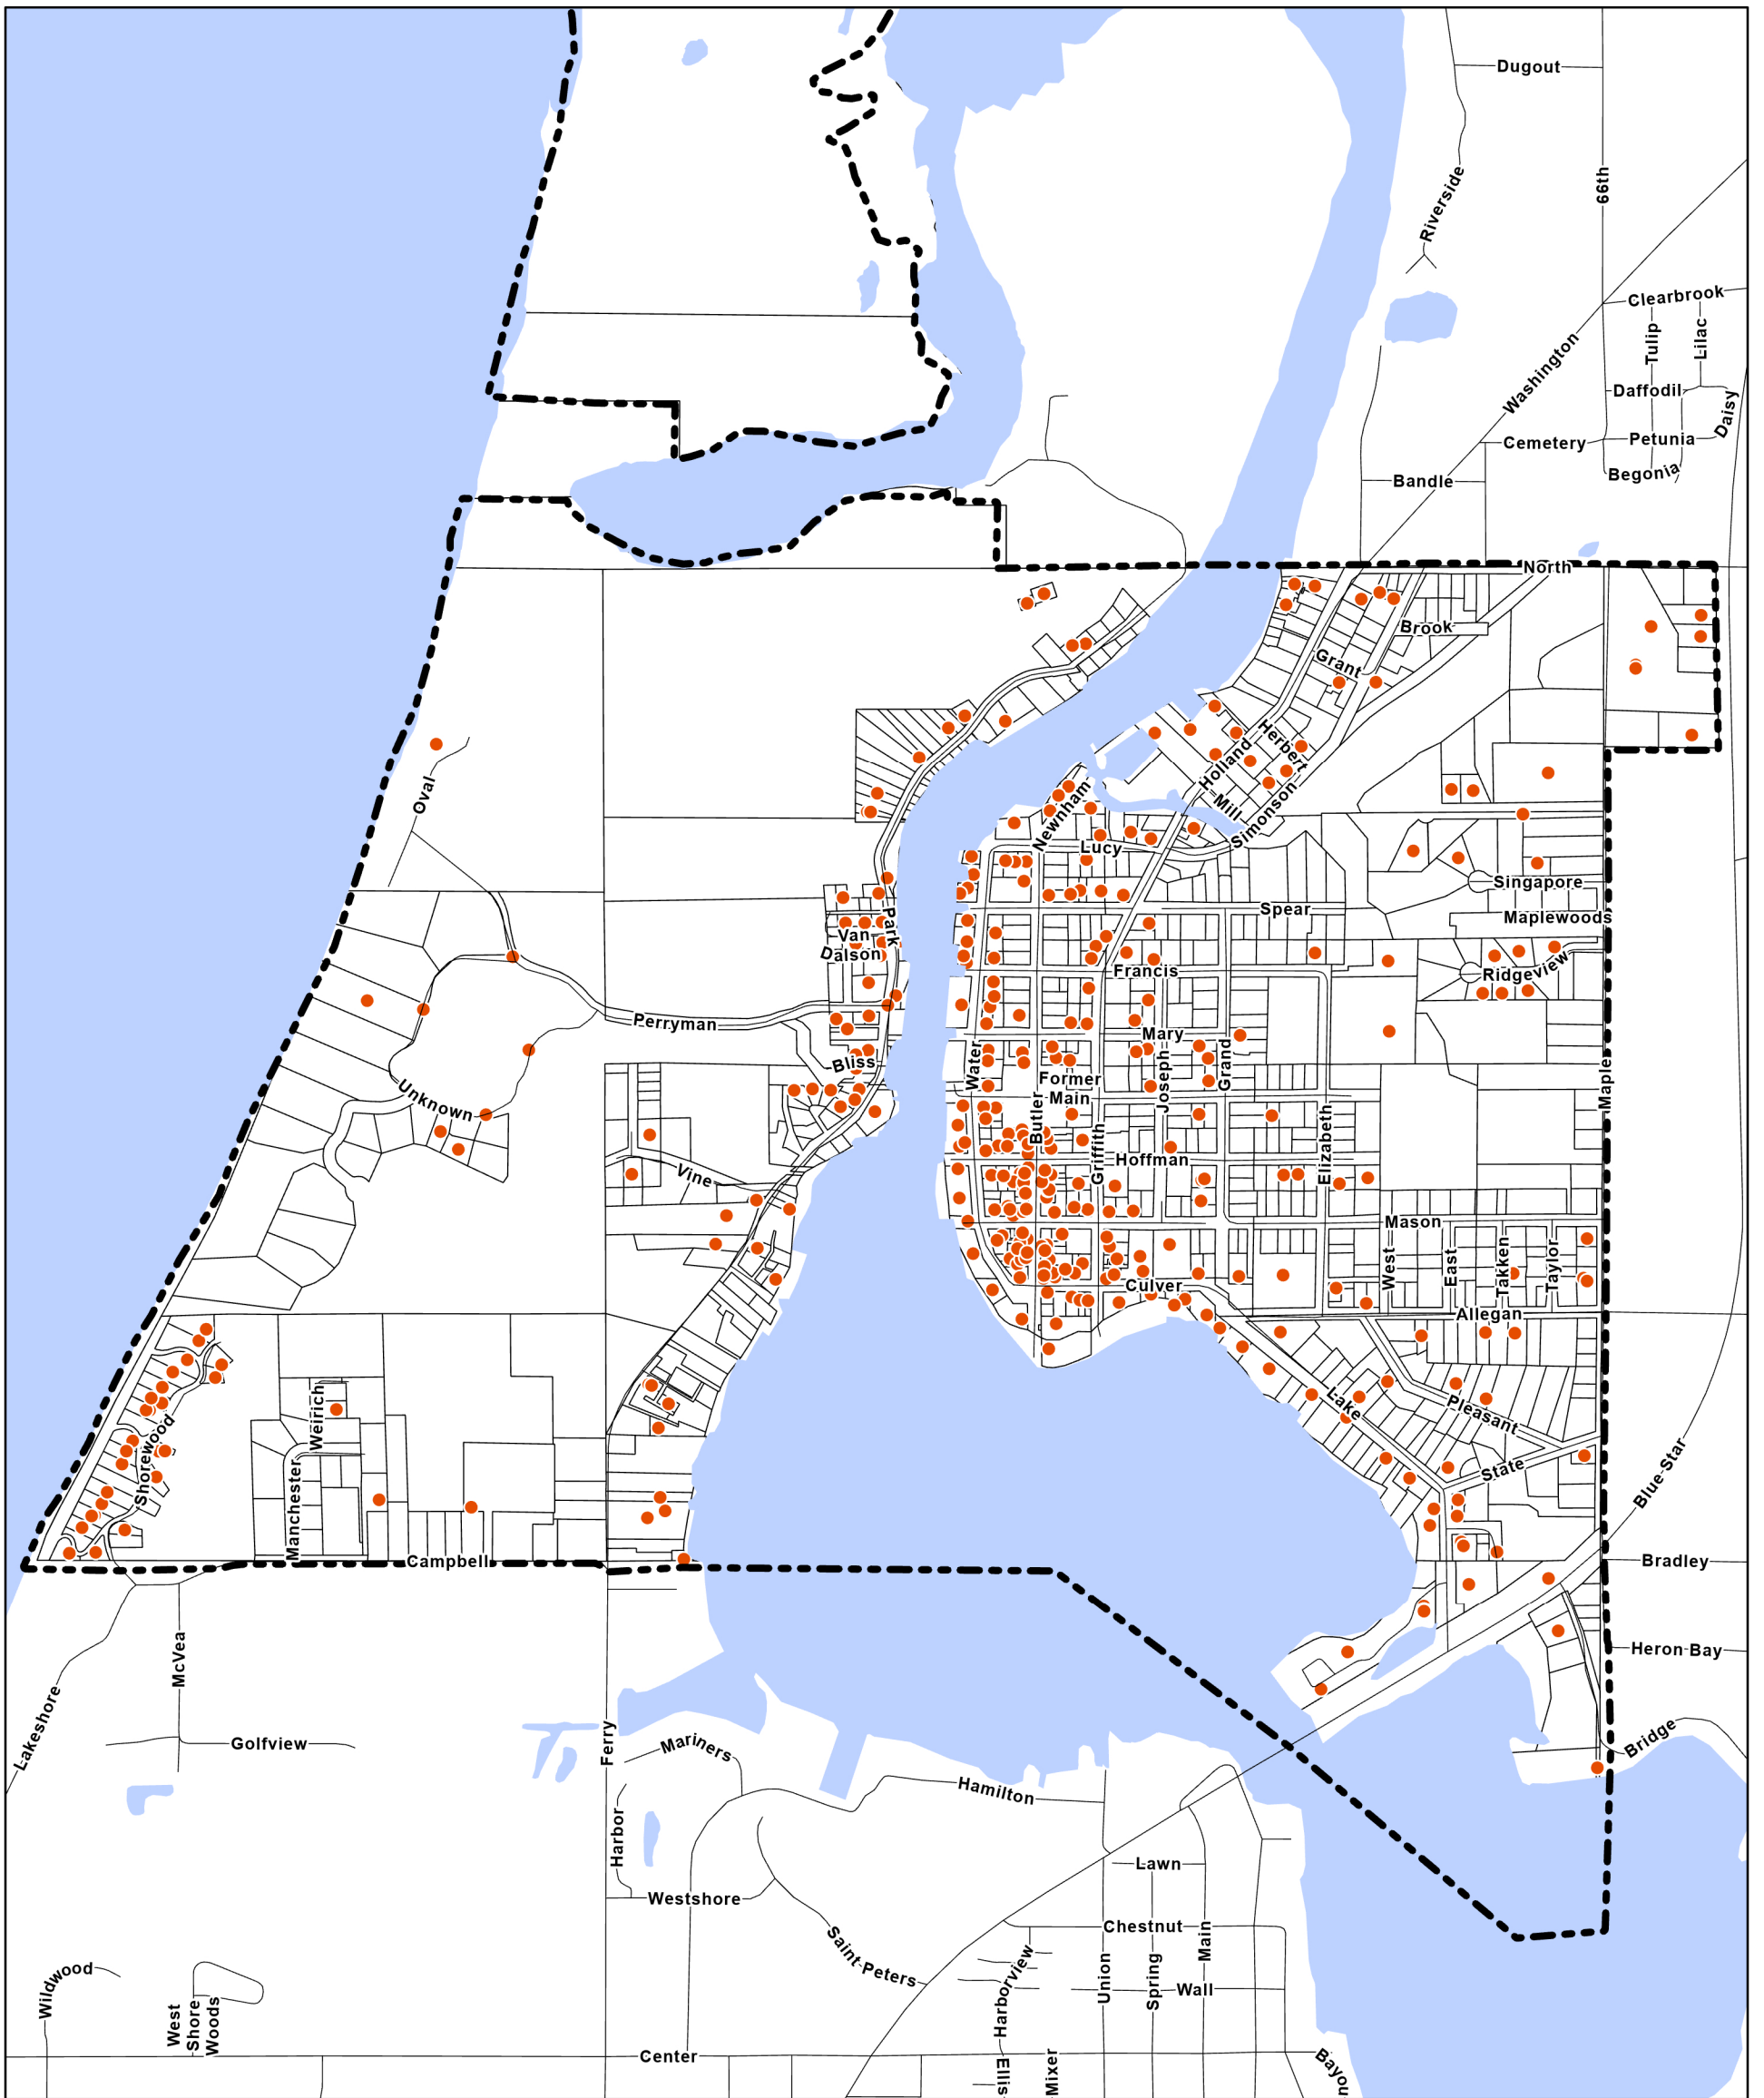 Dugout
66th
Riverside
Clearbrook
Tulip
Lilac
Washington
Daffodil
Daisy
Cemetery
Petunia
Begonia
Bandle
North
Brook
Grant
Herbert
Holland
Mill
Simonson
Oval
Newnham
Lucy
Singapore
Spear
Maplewoods
Park
Van
Dalson
Francis
Ridgeview
Perryman
Mary
Bliss
Water
Joseph
Grand
Former
Main
Maple
Unknown
Butler
Griffith
Elizabeth
Hoffman
Vine
Mason
West
East
Takken
Taylor
Culver
Allegan
Weirich
Lake
Pleasant
Shorewood
State
Manchester
Blue Star
Campbell
Bradley
McVea
Heron Bay
Lakeshore
Golfview
Ferry
Mariners
Bridge
Hamilton
Harbor
Lawn
Westshore
Chestnut
Main
Saint Peters
Harborview
Union
Spring
Wall
Wildwood
West
Shore
Woods
Center
Ellis
Mixer
Bayon